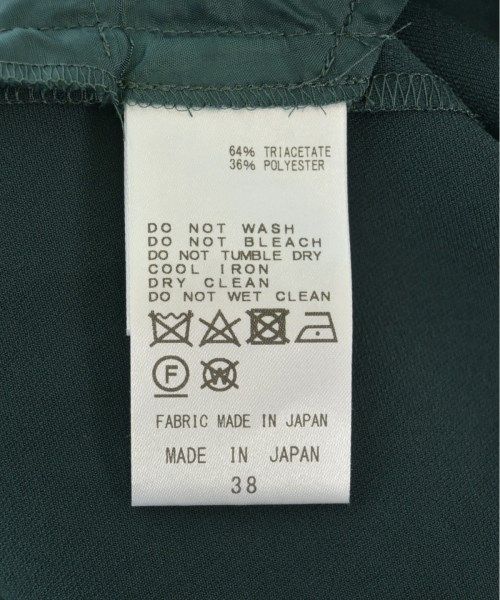 64% TRIACETATE
36% POLYESTER
DO NOT WASH
DO NOT BLEACH
DO NOT TUMBLE DRY
COOL IRON
DRY CLEAN
DO NOT WET CLEAN
F W
FABRIC MADE IN JAPAN
MADE IN JAPAN
38